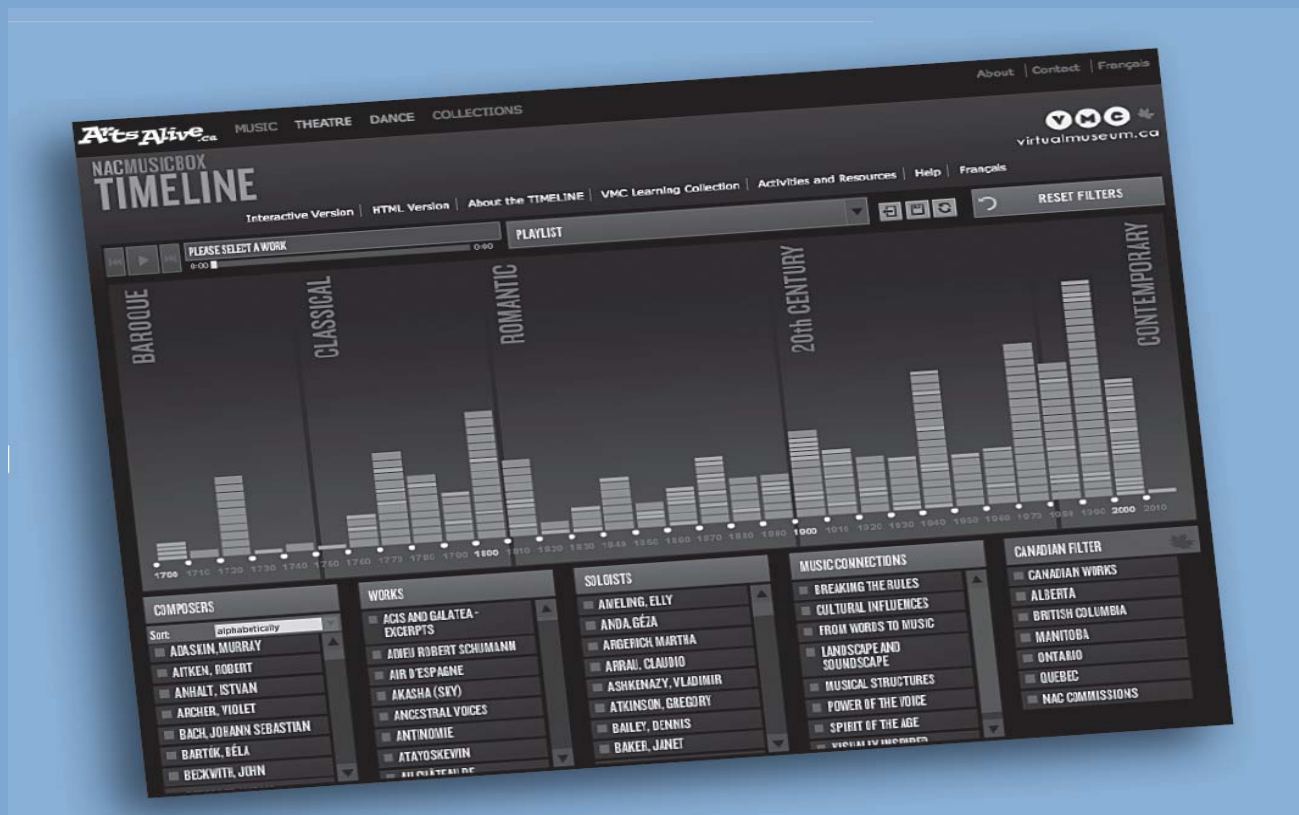 About | Contact | Français
ArtsAlive.ca MUSIC THEATRE DANCE COLLECTIONS
VMC
virtualmuseum.ca
NACMUSICBOX
TIMELINE
Interactive Version | HTML Version | About the TIMELINE | VMC Learning Collection | Activities and Resources | Help | Français
PLEASE SELECT A WORK
0:00
0:00
PLAYLIST
RESET FILTERS
BAROQUE
CLASSICAL
ROMANTIC
20th CENTURY
CONTEMPORARY
1700 1710 1720 1730 1740 1750 1760 1770 1780 1790 1800 1810 1820 1830 1840 1850 1860 1870 1880 1890 1900 1910 1920 1930 1940 1950 1960 1970 1980 1990 2000 2010
COMPOSERS
Sort: alphabetically
ADASKIN, MURRAY
AITKEN, ROBERT
ANHALT, ISTVAN
ARCHER, VIOLET
BACH, JOHANN SEBASTIAN
BARTÓK, BÉLA
BECKWITH, JOHN
WORKS
ACIS AND GALATEA -
EXCERPTS
ADIEU ROBERT SCHUMANN
AIR D'ESPAGNE
AKASHA (SKY)
ANCESTRAL VOICES
ANTINOMIE
ATAYOSKEWIN
AU CHÂTEAU DE
SOLOISTS
AMELING, ELLY
ANDA, GÉZA
ARGERICH MARTHA
ARRAU, CLAUDIO
ASHKENAZY, VLADIMIR
ATKINSON, GREGORY
BAILEY, DENNIS
BAKER, JANET
MUSIC CONNECTIONS
BREAKING THE RULES
CULTURAL INFLUENCES
FROM WORDS TO MUSIC
LANDSCAPE AND
SOUNDSCAPE
MUSICAL STRUCTURES
POWER OF THE VOICE
SPIRIT OF THE AGE
VISUALLY INSPIRED
CANADIAN FILTER
CANADIAN WORKS
ALBERTA
BRITISH COLUMBIA
MANITOBA
ONTARIO
QUEBEC
NAC COMMISSIONS